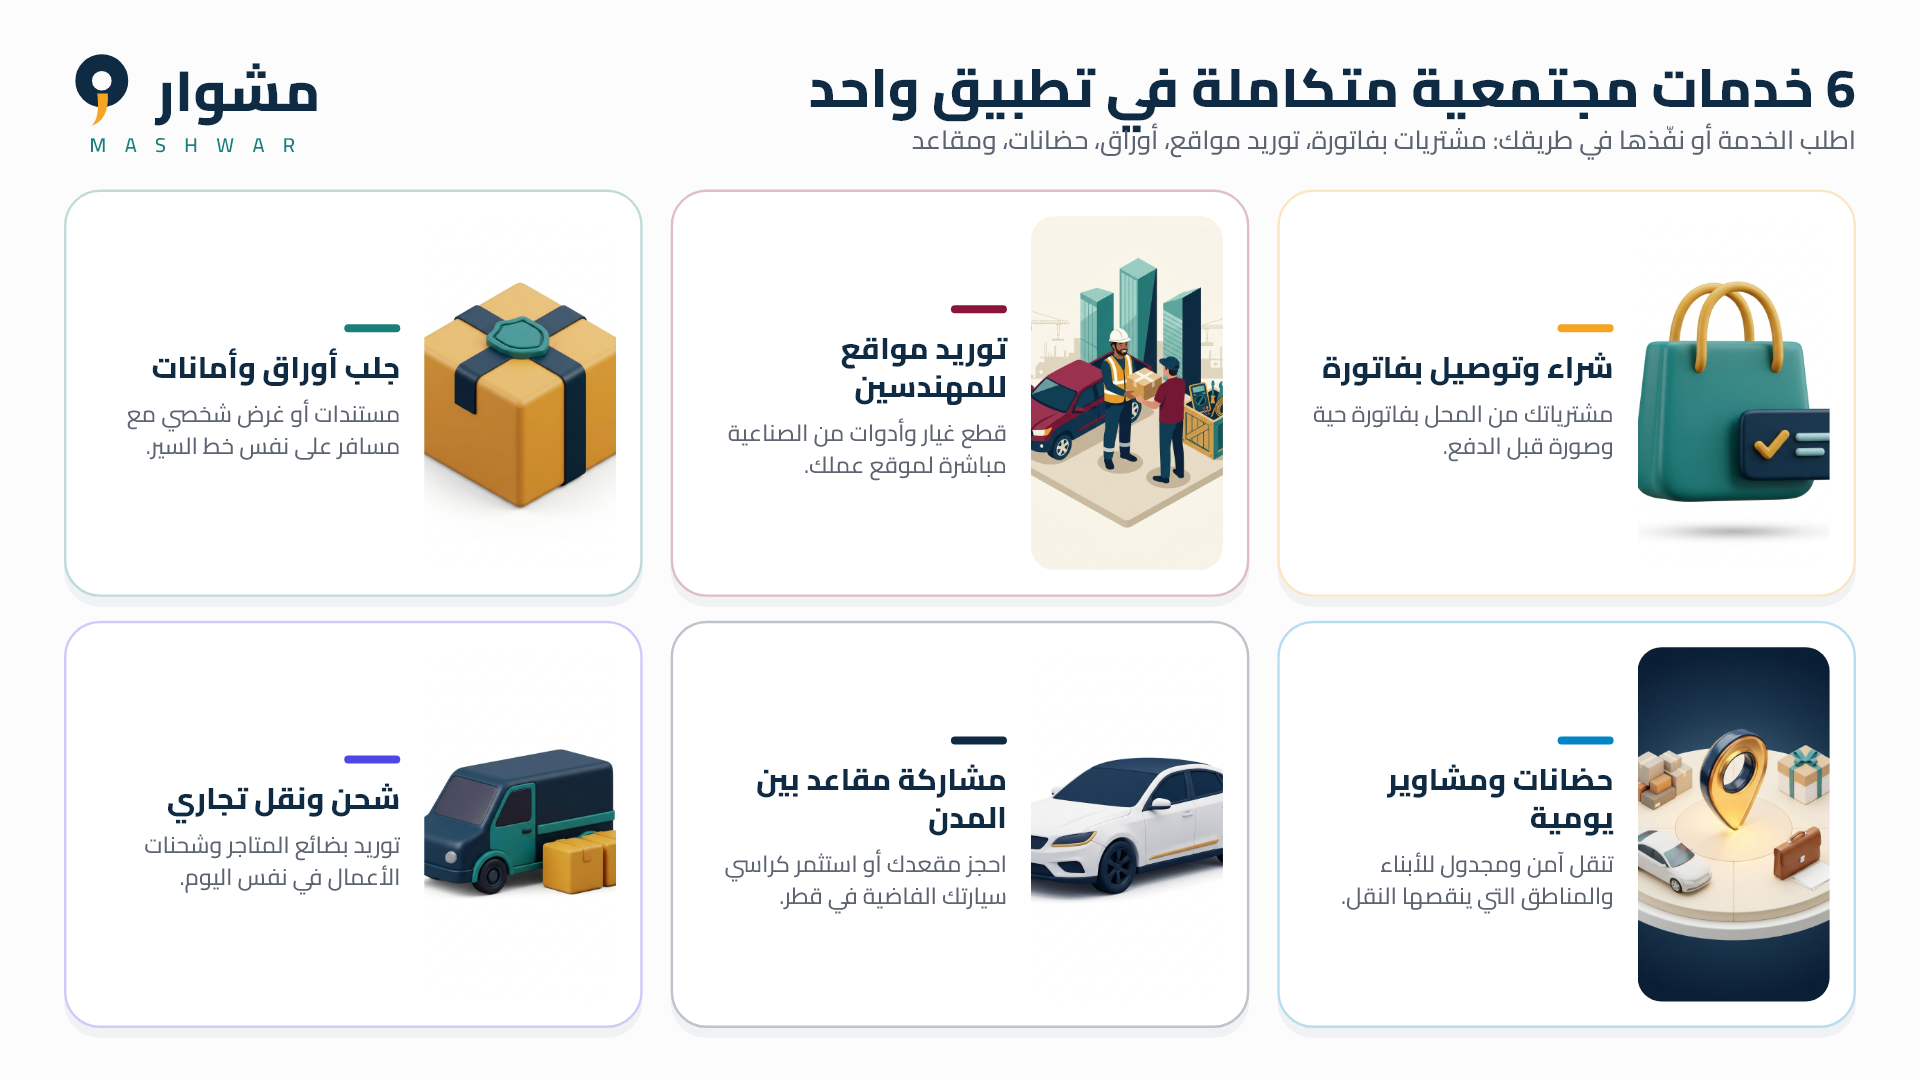 6 خدمات مجتمعية متكاملة في تطبيق واحد
اطلب الخدمة أو نفّذها في طريقك: مشتريات بفاتورة، توريد مواقع، أوراق، حضانات، ومقاعد
مشوار
MASHWAR
شراء وتوصيل بفاتورة
مشترياتك من المحل بفاتورة حية
وصورة قبل الدفع.
توريد مواقع
للمهندسين
قطع غيار وأدوات من الصناعية
مباشرة لموقع عملك.
جلب أوراق وأمانات
مستندات أو غرض شخصي مع
مسافر على نفس خط السير.
حضانات ومشاوير
يومية
تنقل آمن ومجدول للأبناء
والمناطق التي ينقصها النقل.
مشاركة مقاعد بين
المدن
احجز مقعدك أو استثمر كراسي
سيارتك الفاضية في قطر.
شحن ونقل تجاري
توريد بضائع المتاجر وشحنات
الأعمال في نفس اليوم.